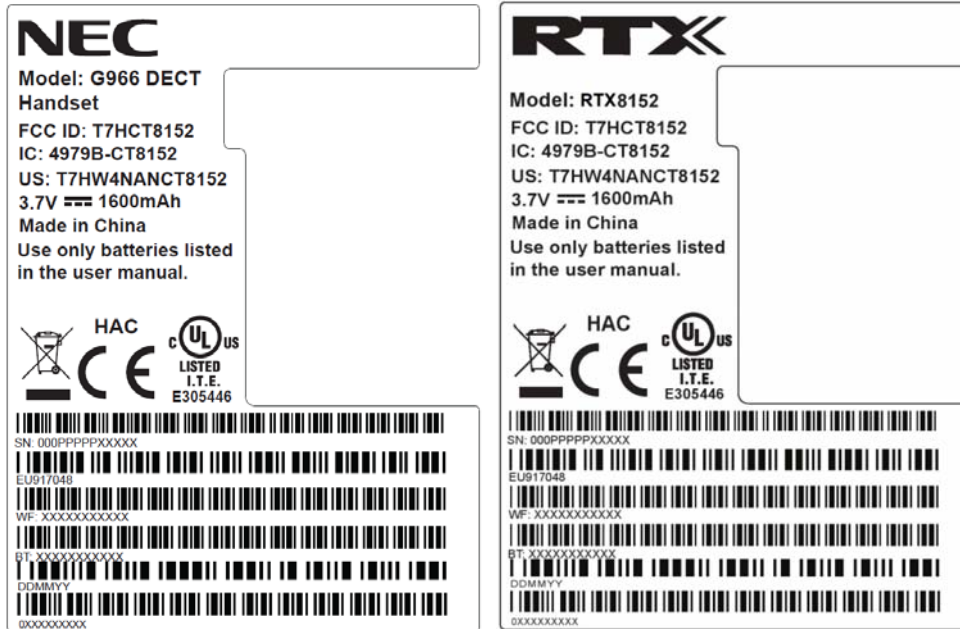 NEC
Model: G966 DECT
Handset
FCC ID: T7HCT8152
IC: 4979B-CT8152
US: T7HW4NANCT8152
3.7V 1600mAh
Made in China
Use only batteries listed
in the user manual.
HAC
CE
C UL US
LISTED
I.T.E.
E305446
SN: 000PPPPPXXXXX
EU917048
WF: XXXXXXXXXXX
BT: XXXXXXXXXXX
DDMMYY
0XXXXXXXXX
RTX
Model: RTX8152
FCC ID: T7HCT8152
IC: 4979B-CT8152
US: T7HW4NANCT8152
3.7V 1600mAh
Made in China
Use only batteries listed
in the user manual.
HAC
CE
C UL US
LISTED
I.T.E.
E305446
SN: 000PPPPPXXXXX
EU917048
WF: XXXXXXXXXXX
BT: XXXXXXXXXXX
DDMMYY
0XXXXXXXXX